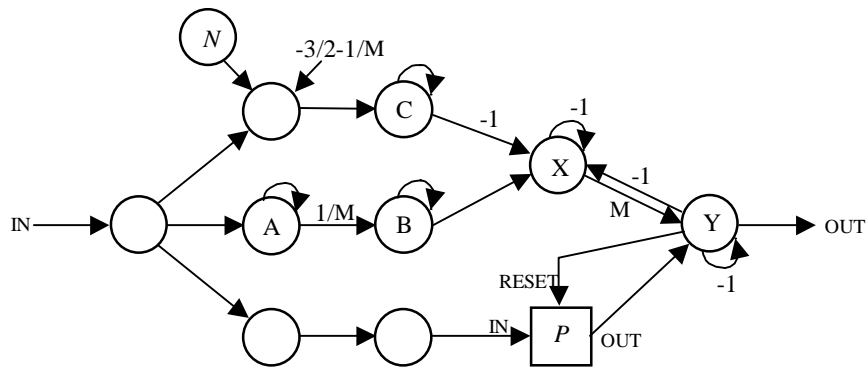 N
-3/2-1/M
C
-1
-1
X
-1
M
IN
A
1/M
B
Y
OUT
-1
RESET
IN
P
OUT